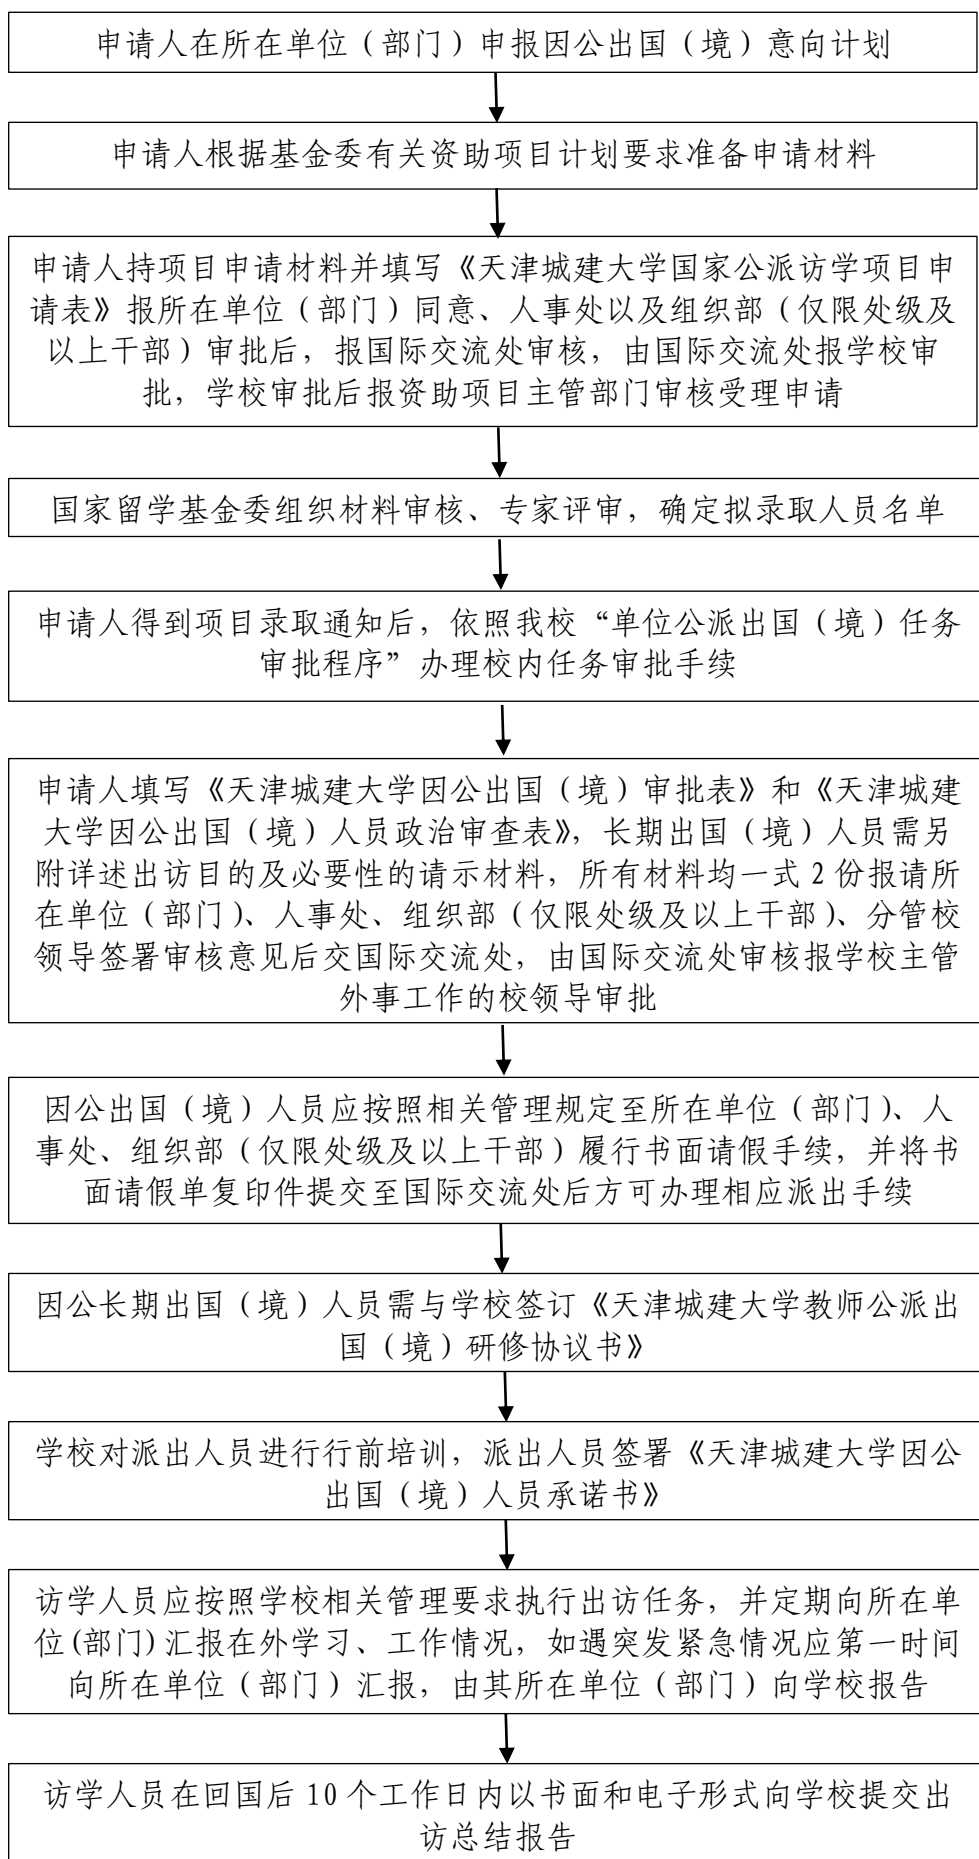 申请人在所在单位（部门）申报因公出国（境）意向计划
申请人根据基金委有关资助项目计划要求准备申请材料
申请人持项目申请材料并填写《天津城建大学国家公派访学项目申
请表》报所在单位（部门）同意、人事处以及组织部（仅限处级及
以上干部）审批后，报国际交流处审核，由国际交流处报学校审
批，学校审批后报资助项目主管部门审核受理申请
国家留学基金委组织材料审核、专家评审，确定拟录取人员名单
申请人得到项目录取通知后，依照我校“单位公派出国（境）任务
审批程序”办理校内任务审批手续
申请人填写《天津城建大学因公出国（境）审批表》和《天津城建
大学因公出国（境）人员政治审查表》，长期出国（境）人员需另
附详述出访目的及必要性的请示材料，所有材料均一式 2 份报请所
在单位（部门）、人事处、组织部（仅限处级及以上干部）、分管校
领导签署审核意见后交国际交流处，由国际交流处审核报学校主管
外事工作的校领导审批
因公出国（境）人员应按照相关管理规定至所在单位（部门）、人
事处、组织部（仅限处级及以上干部）履行书面请假手续，并将书
面请假单复印件提交至国际交流处后方可办理相应派出手续
因公长期出国（境）人员需与学校签订《天津城建大学教师公派出
国（境）研修协议书》
学校对派出人员进行行前培训，派出人员签署《天津城建大学因公
出国（境）人员承诺书》
访学人员应按照学校相关管理要求执行出访任务，并定期向所在单
位(部门)汇报在外学习、工作情况，如遇突发紧急情况应第一时间
向所在单位（部门）汇报，由其所在单位（部门）向学校报告
访学人员在回国后 10 个工作日内以书面和电子形式向学校提交出
访总结报告